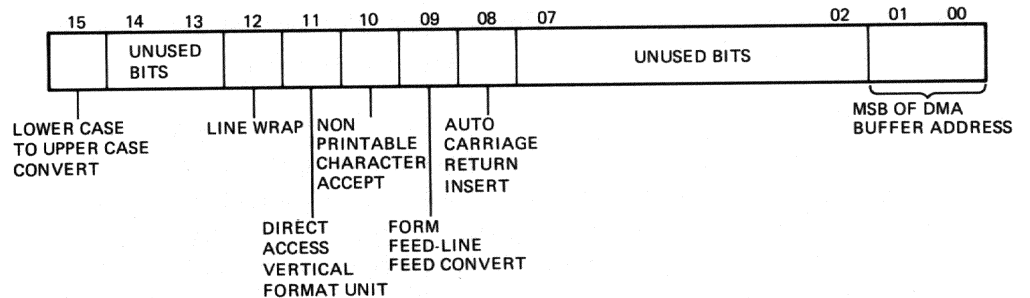 15 14 13 12 11 10 09 08 07 02 01 00
UNUSED
BITS
UNUSED BITS
LOWER CASE
TO UPPER CASE
CONVERT
LINE WRAP
NON
PRINTABLE
CHARACTER
ACCEPT
AUTO
CARRIAGE
RETURN
INSERT
MSB OF DMA
BUFFER ADDRESS
DIRECT
ACCESS
VERTICAL
FORMAT UNIT
FORM
FEED-LINE
FEED CONVERT